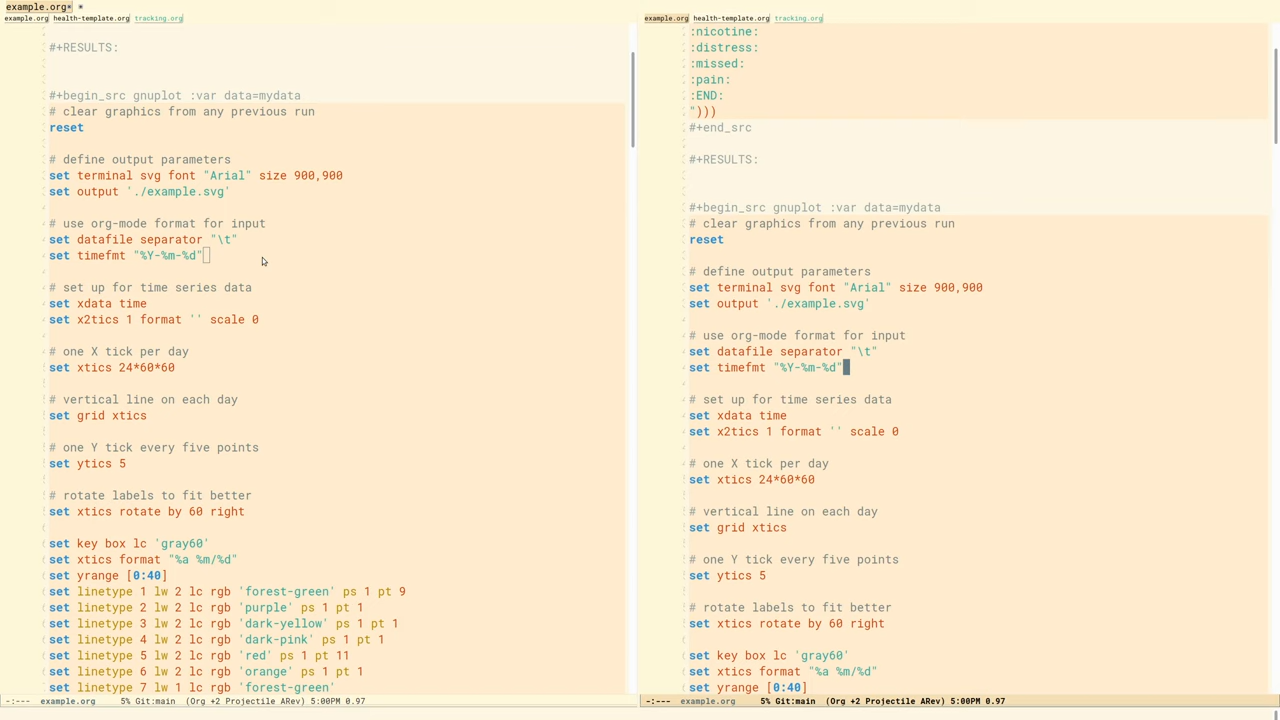 example.org*  *
example.org health-template.org tracking.org
#+RESULTS:
#+begin_src gnuplot :var data=mydata
# clear graphics from any previous run
reset
# define output parameters
set terminal svg font "Arial" size 900,900
set output './example.svg'
# use org-mode format for input
set datafile separator "\t"
set timefmt "%Y-%m-%d"
# set up for time series data
set xdata time
set x2tics 1 format '' scale 0
# one X tick per day
set xtics 24*60*60
# vertical line on each day
set grid xtics
# one Y tick every five points
set ytics 5
# rotate labels to fit better
set xtics rotate by 60 right
set key box lc 'gray60'
set xtics format "%a %m/%d"
set yrange [0:40]
set linetype 1 lw 2 lc rgb 'forest-green' ps 1 pt 9
set linetype 2 lw 2 lc rgb 'purple' ps 1 pt 1
set linetype 3 lw 2 lc rgb 'dark-yellow' ps 1 pt 1
set linetype 4 lw 2 lc rgb 'dark-pink' ps 1 pt 1
set linetype 5 lw 2 lc rgb 'red' ps 1 pt 11
set linetype 6 lw 2 lc rgb 'orange' ps 1 pt 1
set linetype 7 lw 1 lc rgb 'forest-green'
-:---  example.org    5% Git:main  (Org +2 Projectile ARev) 5:00PM 0.97
example.org health-template.org tracking.org
:nicotine:
:distress:
:missed:
:pain:
:END:
")))
#+end_src
#+RESULTS:
#+begin_src gnuplot :var data=mydata
# clear graphics from any previous run
reset
# define output parameters
set terminal svg font "Arial" size 900,900
set output './example.svg'
# use org-mode format for input
set datafile separator "\t"
set timefmt "%Y-%m-%d"
# set up for time series data
set xdata time
set x2tics 1 format '' scale 0
# one X tick per day
set xtics 24*60*60
# vertical line on each day
set grid xtics
# one Y tick every five points
set ytics 5
# rotate labels to fit better
set xtics rotate by 60 right
set key box lc 'gray60'
set xtics format "%a %m/%d"
set yrange [0:40]
-:---  example.org    5% Git:main  (Org +2 Projectile ARev) 5:00PM 0.97